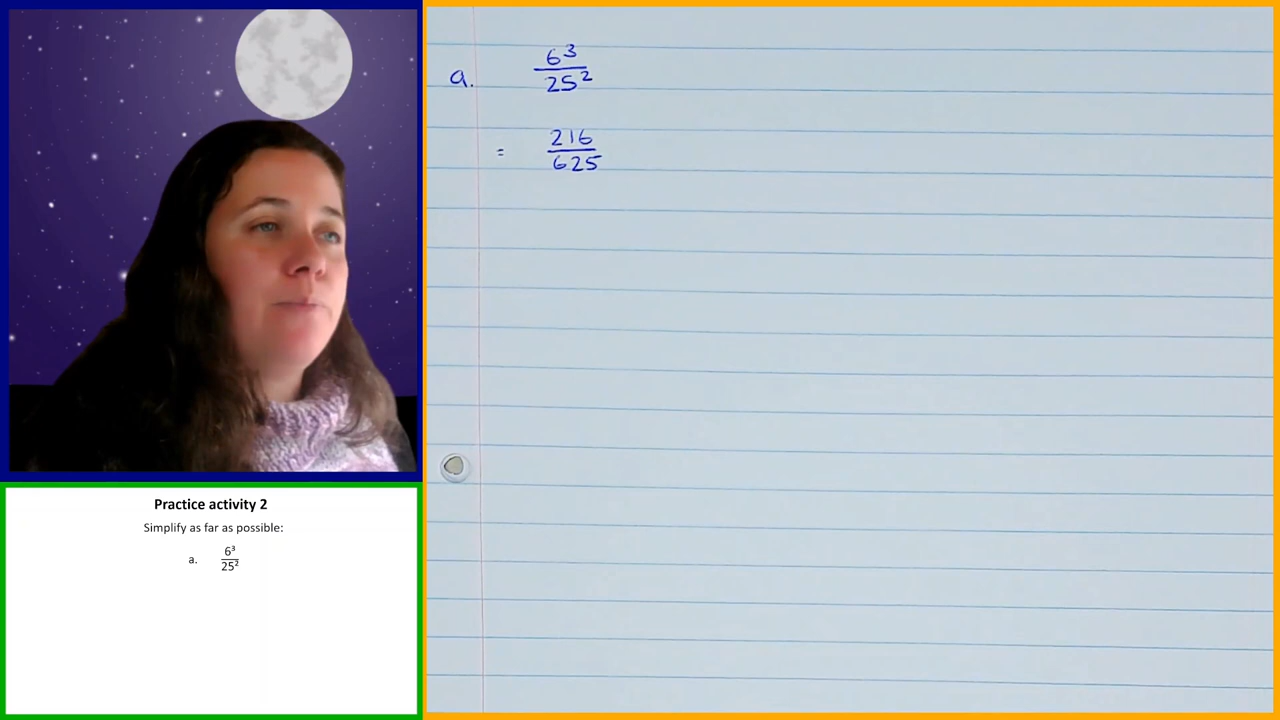 a. 6³/25²
= 216/625
Practice activity 2
Simplify as far as possible:
a. 6³/25²